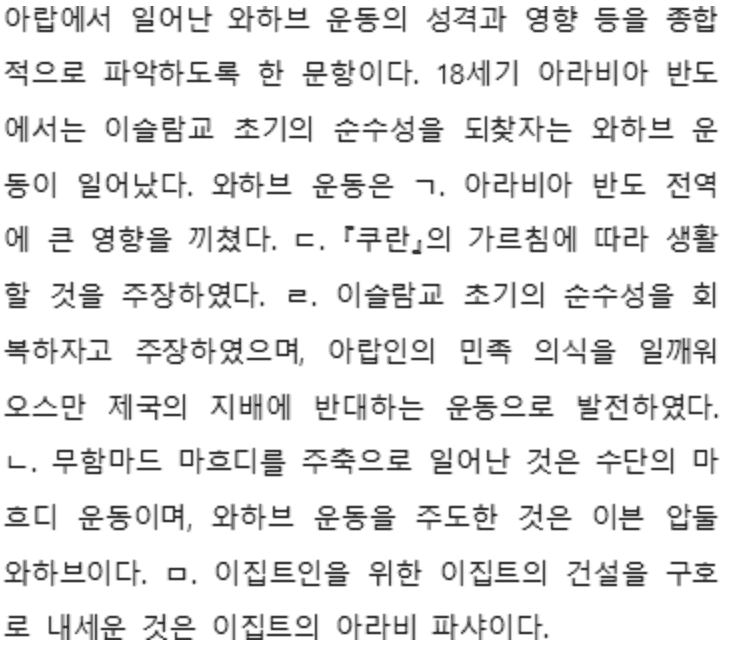 아랍에서 일어난 와하브 운동의 성격과 영향 등을 종합
적으로 파악하도록 한 문항이다. 18세기 아라비아 반도
에서는 이슬람교 초기의 순수성을 되찾자는 와하브 운
동이 일어났다. 와하브 운동은 ㄱ. 아라비아 반도 전역
에 큰 영향을 끼쳤다. ㄷ. 『쿠란』의 가르침에 따라 생활
할 것을 주장하였다. ㄹ. 이슬람교 초기의 순수성을 회
복하자고 주장하였으며, 아랍인의 민족 의식을 일깨워
오스만 제국의 지배에 반대하는 운동으로 발전하였다.
ㄴ. 무함마드 마흐디를 주축으로 일어난 것은 수단의 마
흐디 운동이며, 와하브 운동을 주도한 것은 이븐 압둘
와하브이다. ㅁ. 이집트인을 위한 이집트의 건설을 구호
로 내세운 것은 이집트의 아라비 파샤이다.